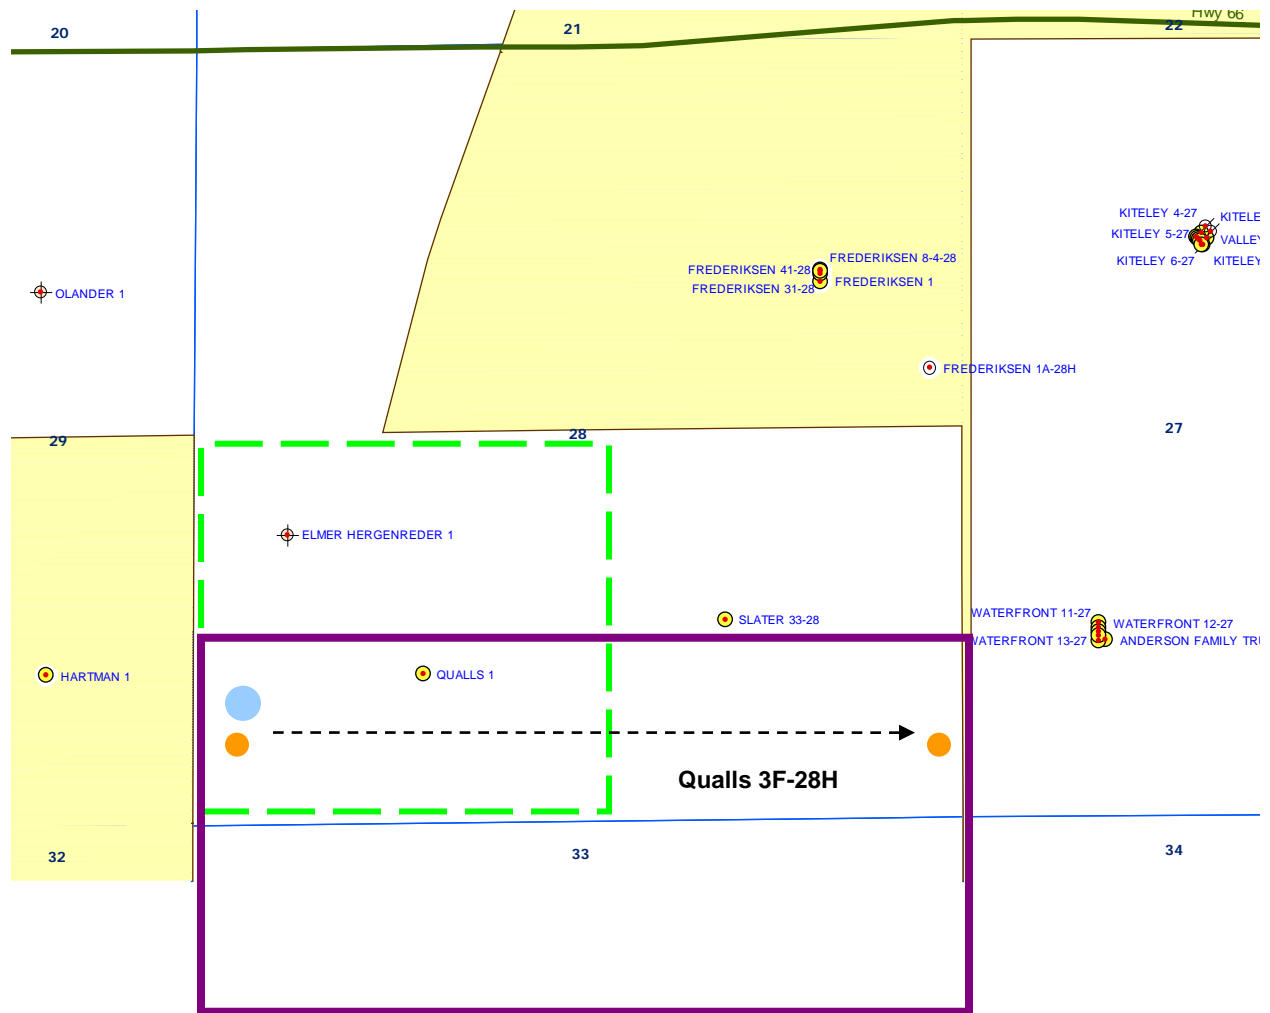 Hwy 66
20
21
22
KITELEY 4-27
KITELE
KITELEY 5-27
VALLEY
KITELEY 6-27
KITELEY
FREDERIKSEN 8-4-28
FREDERIKSEN 41-28
FREDERIKSEN 1
FREDERIKSEN 31-28
OLANDER 1
FREDERIKSEN 1A-28H
29
28
27
ELMER HERGENREDER 1
SLATER 33-28
WATERFRONT 11-27
WATERFRONT 12-27
WATERFRONT 13-27
ANDERSON FAMILY TRU
HARTMAN 1
QUALLS 1
Qualls 3F-28H
32
33
34